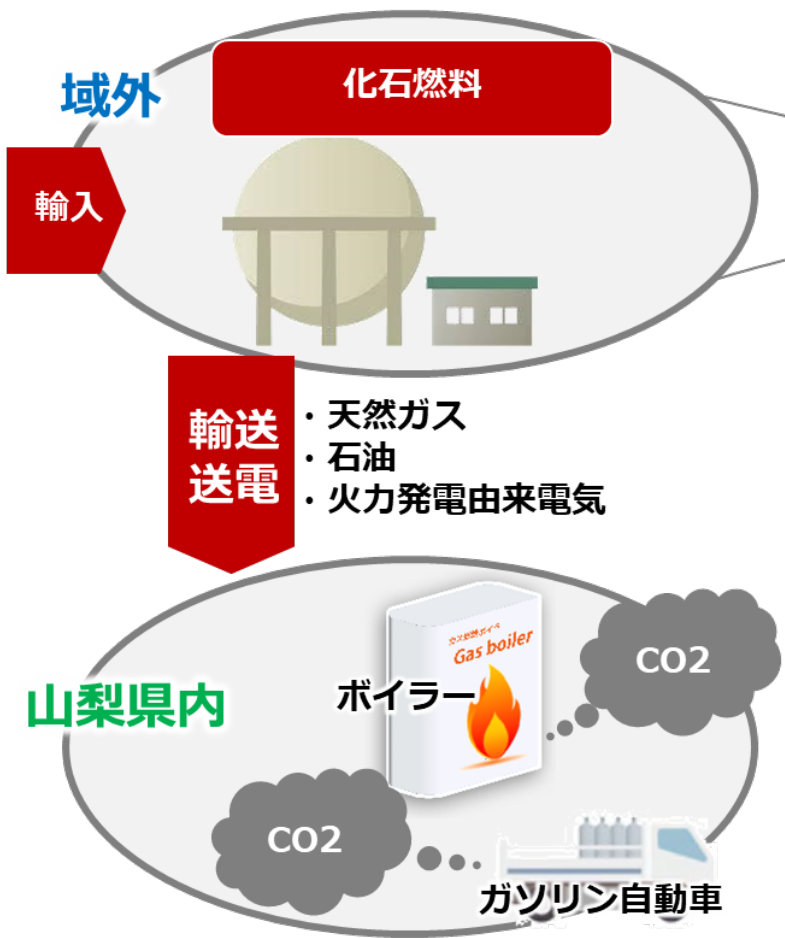 化石燃料
域外
輸入
輸送
送電
・天然ガス
・石油
・火力発電由来電気
Gas boiler
CO2
ボイラー
山梨県内
CO2
ガソリン自動車